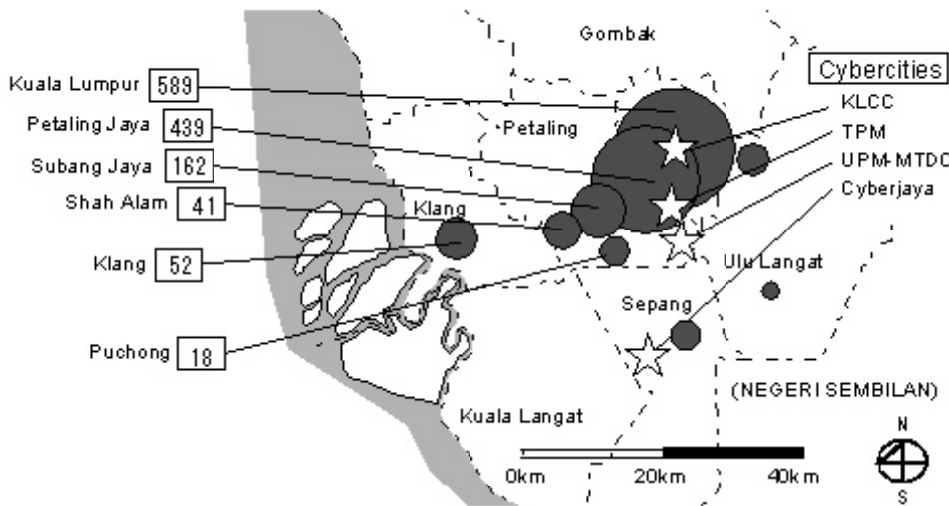 Gombak
Cybercities
Kuala Lumpur 589
KLCC
Petaling Jaya 439
Petaling
TPM
Subang Jaya 162
UPM-MTDC
Shah Alam 41
Klang
Cyberjaya
Klang 52
Ulu Langat
Sepang
Puchong 18
(NEGERI SEMBILAN)
Kuala Langat
N
0km 20km 40km
S